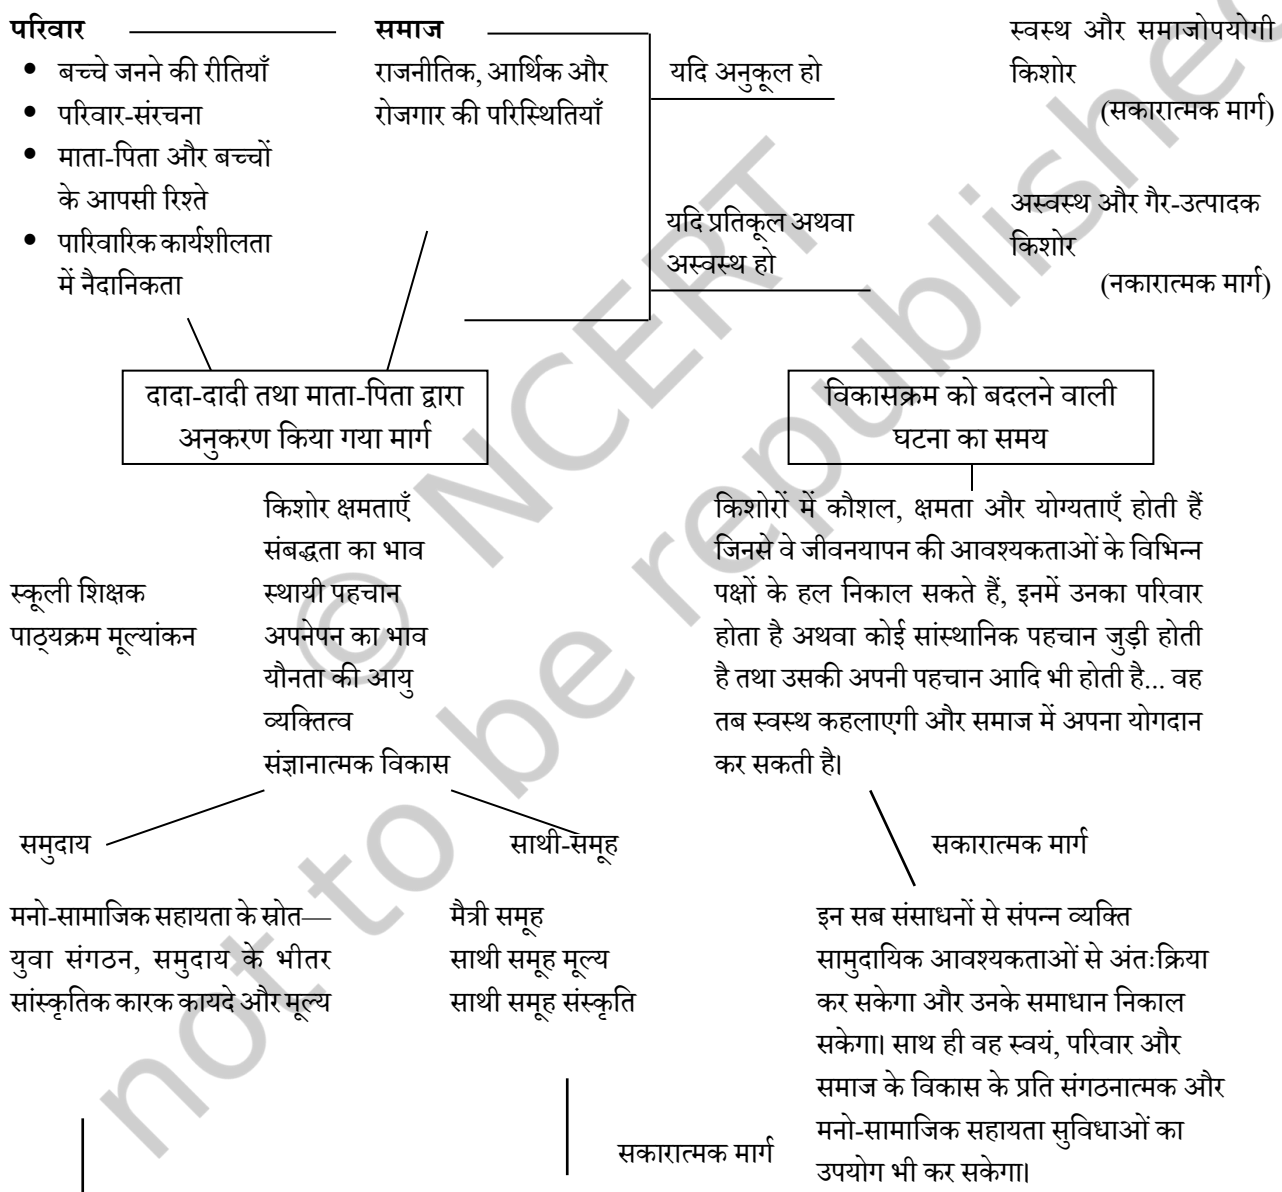 परिवार
• बच्चे जनने की रीतियाँ
• परिवार-संरचना
• माता-पिता और बच्चों
के आपसी रिश्ते
• पारिवारिक कार्यशीलता
में नैदानिकता
समाज
राजनीतिक, आर्थिक और
रोजगार की परिस्थितियाँ
यदि अनुकूल हो
स्वस्थ और समाजोपयोगी
किशोर
(सकारात्मक मार्ग)
यदि प्रतिकूल अथवा
अस्वस्थ हो
अस्वस्थ और गैर-उत्पादक
किशोर
(नकारात्मक मार्ग)
दादा-दादी तथा माता-पिता द्वारा
अनुकरण किया गया मार्ग
विकासक्रम को बदलने वाली
घटना का समय
स्कूली शिक्षक
पाठ्यक्रम मूल्यांकन
किशोर क्षमताएँ
संबद्धता का भाव
स्थायी पहचान
अपनेपन का भाव
यौनता की आयु
व्यक्तित्व
संज्ञानात्मक विकास
किशोरों में कौशल, क्षमता और योग्यताएँ होती हैं
जिनसे वे जीवनयापन की आवश्यकताओं के विभिन्न
पक्षों के हल निकाल सकते हैं, इनमें उनका परिवार
होता है अथवा कोई सांस्थानिक पहचान जुड़ी होती
है तथा उसकी अपनी पहचान आदि भी होती है... वह
तब स्वस्थ कहलाएगी और समाज में अपना योगदान
कर सकती है।
समुदाय
साथी-समूह
सकारात्मक मार्ग
मनो-सामाजिक सहायता के स्रोत—
युवा संगठन, समुदाय के भीतर
सांस्कृतिक कारक कायदे और मूल्य
मैत्री समूह
साथी समूह मूल्य
साथी समूह संस्कृति
इन सब संसाधनों से संपन्न व्यक्ति
सामुदायिक आवश्यकताओं से अंतःक्रिया
कर सकेगा और उनके समाधान निकाल
सकेगा। साथ ही वह स्वयं, परिवार और
समाज के विकास के प्रति संगठनात्मक और
मनो-सामाजिक सहायता सुविधाओं का
उपयोग भी कर सकेगा।
सकारात्मक मार्ग
© NCERT
not to be republished